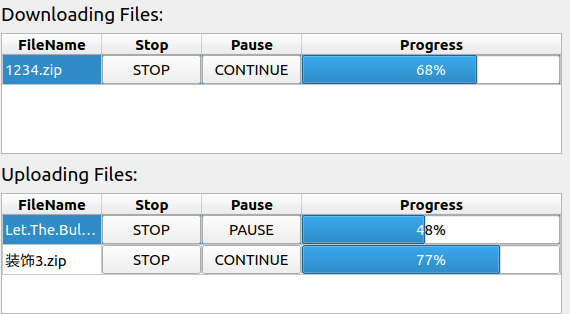 Downloading Files:
FileName Stop Pause Progress
1234.zip STOP CONTINUE 68%
Uploading Files:
FileName Stop Pause Progress
Let.The.Bul... STOP PAUSE 48%
装饰3.zip STOP CONTINUE 77%